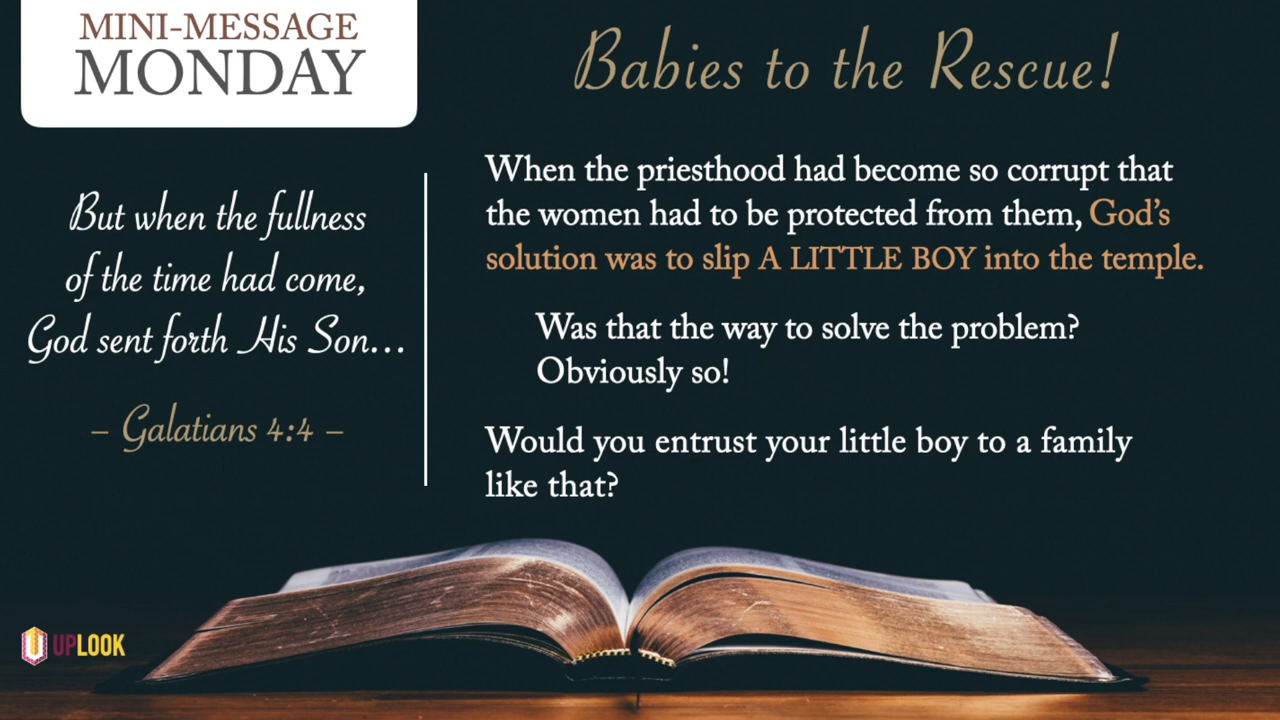 MINI-MESSAGE
MONDAY
Babies to the Rescue!
But when the fullness
of the time had come,
God sent forth His Son...
– Galatians 4:4 –
When the priesthood had become so corrupt that
the women had to be protected from them, God's
solution was to slip A LITTLE BOY into the temple.
Was that the way to solve the problem?
Obviously so!
Would you entrust your little boy to a family
like that?
UPLOOK